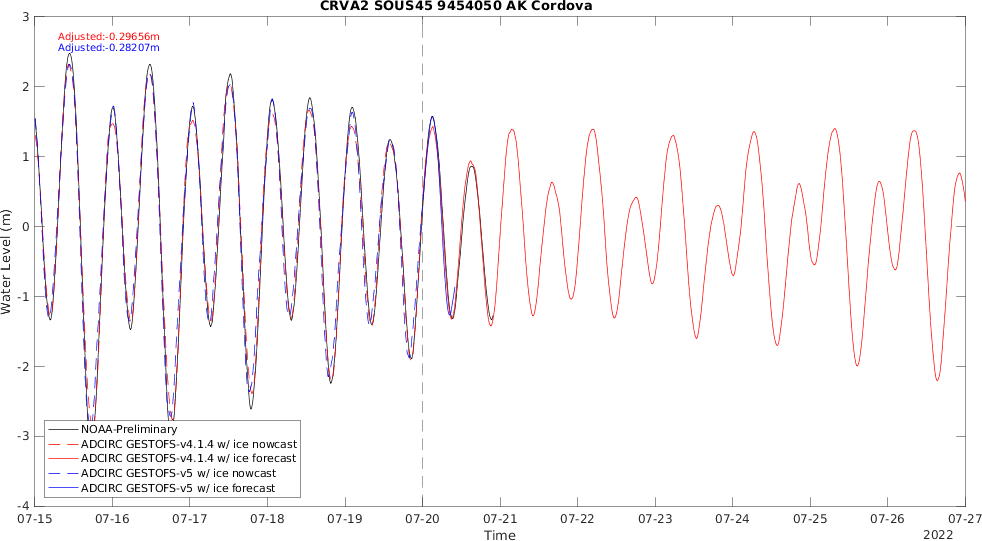 CRVA2 SOUS45 9454050 AK Cordova
Adjusted:-0.29656m
Adjusted:-0.28207m
3
2
1
0
-1
-2
-3
-4
Water Level (m)
NOAA-Preliminary
ADCIRC GESTOFS-v4.1.4 w/ ice nowcast
ADCIRC GESTOFS-v4.1.4 w/ ice forecast
ADCIRC GESTOFS-v5 w/ ice nowcast
ADCIRC GESTOFS-v5 w/ ice forecast
07-15 07-16 07-17 07-18 07-19 07-20 07-21 07-22 07-23 07-24 07-25 07-26 07-27
Time
2022